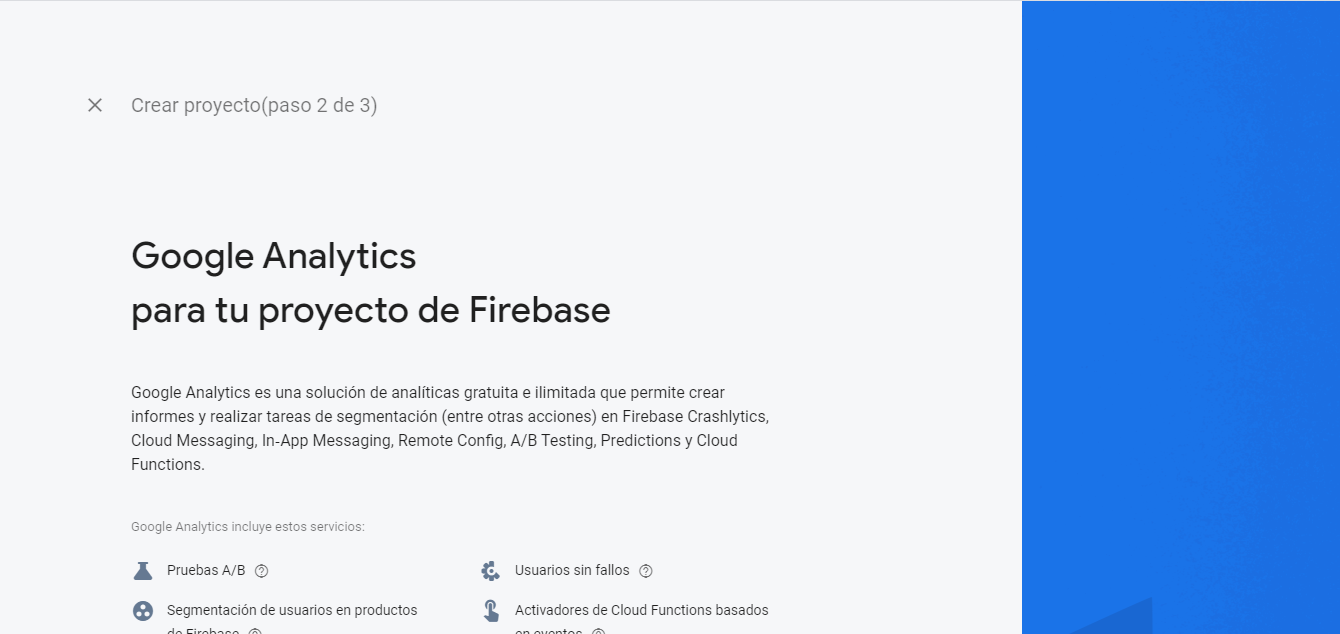 Crear proyecto(paso 2 de 3)
Google Analytics
para tu proyecto de Firebase
Google Analytics es una solución de analíticas gratuita e ilimitada que permite crear
informes y realizar tareas de segmentación (entre otras acciones) en Firebase Crashlytics,
Cloud Messaging, In-App Messaging, Remote Config, A/B Testing, Predictions y Cloud
Functions.
Google Analytics incluye estos servicios:
Pruebas A/B
Usuarios sin fallos
Segmentación de usuarios en productos
de Firebase
Activadores de Cloud Functions basados
en eventos